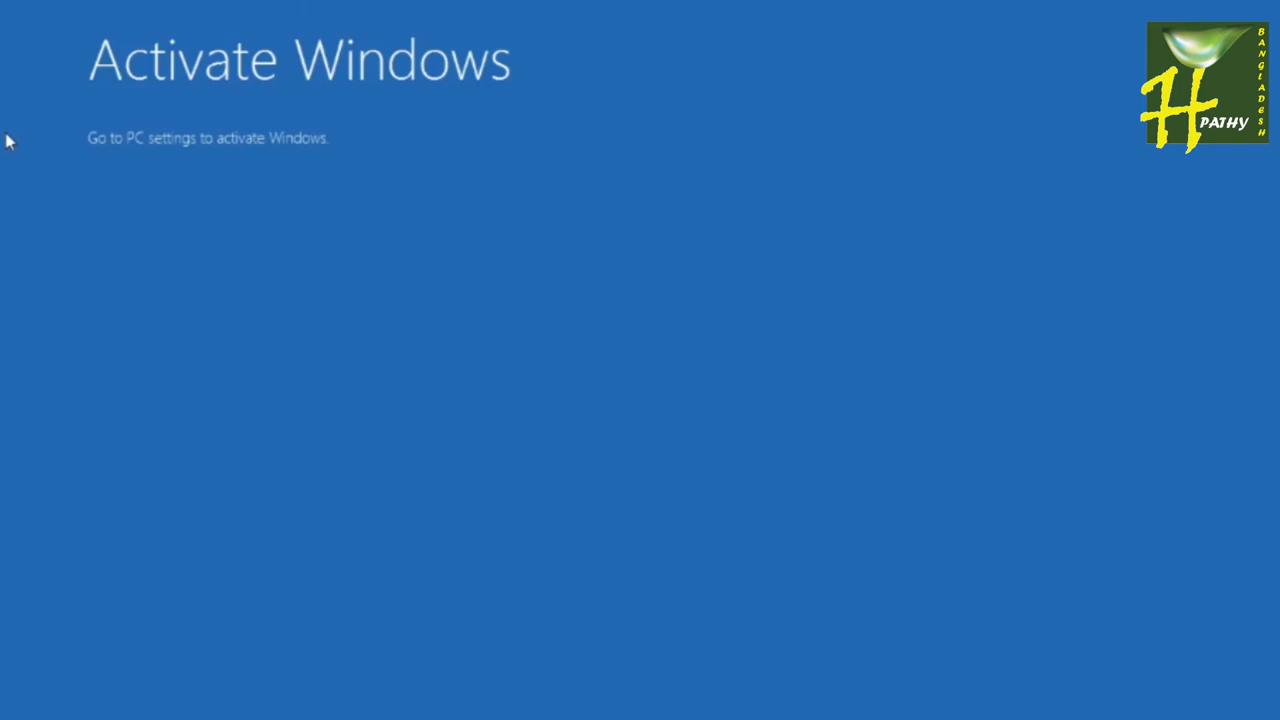 Activate Windows
Go to PC settings to activate Windows.
H
PATHY
BANGLADESH